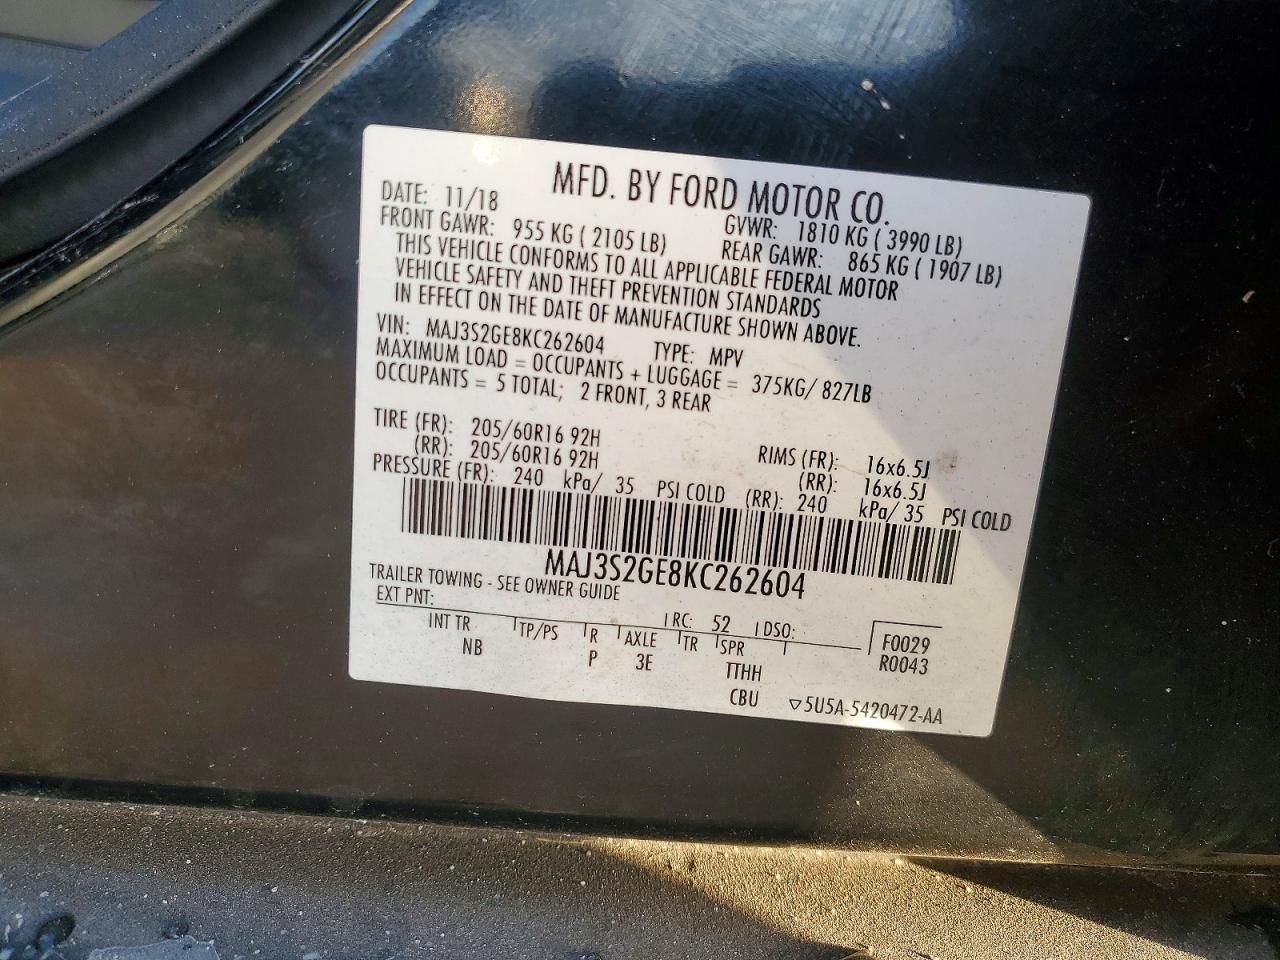 MFD. BY FORD MOTOR CO.
DATE: 11/18 GVWR: 1810 KG ( 3990 LB)
FRONT GAWR: 955 KG ( 2105 LB) REAR GAWR: 865 KG ( 1907 LB)
THIS VEHICLE CONFORMS TO ALL APPLICABLE FEDERAL MOTOR
VEHICLE SAFETY AND THEFT PREVENTION STANDARDS
IN EFFECT ON THE DATE OF MANUFACTURE SHOWN ABOVE.
VIN: MAJ3S2GE8KC262604 TYPE: MPV
MAXIMUM LOAD = OCCUPANTS + LUGGAGE = 375KG/ 827LB
OCCUPANTS = 5 TOTAL; 2 FRONT, 3 REAR
TIRE (FR): 205/60R16 92H RIMS (FR): 16x6.5J
(RR): 205/60R16 92H (RR): 16x6.5J
PRESSURE (FR): 240 kPa/ 35 PSI COLD (RR): 240 kPa/ 35 PSI COLD
MAJ3S2GE8KC262604
TRAILER TOWING - SEE OWNER GUIDE
EXT PNT: RC: 52 DSO:
INT TR TP/PS R AXLE TR SPR F0029
NB P 3E TTHH R0043
CBU ▽5U5A-5420472-AA